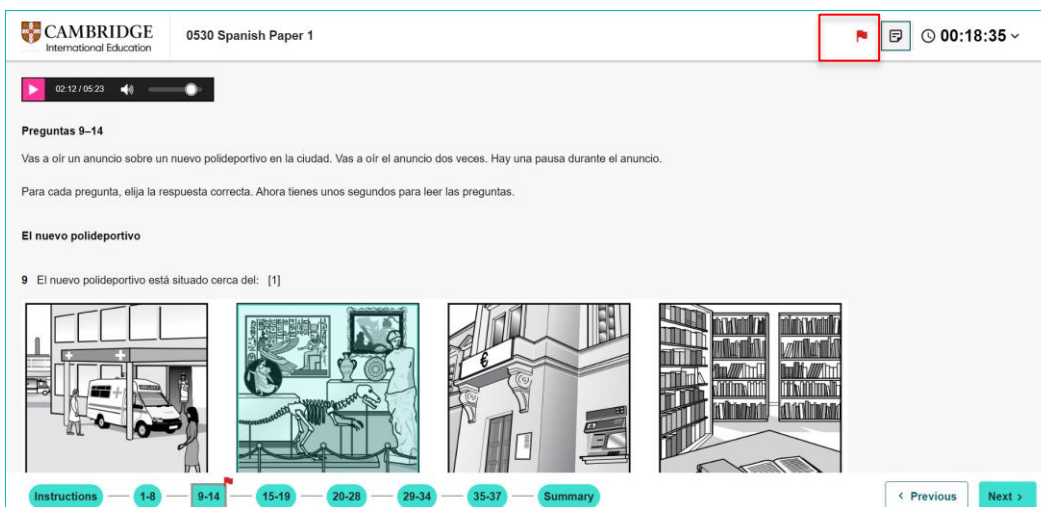 CAMBRIDGE
International Education
0530 Spanish Paper 1
00:18:35
02:12 / 05:23
Preguntas 9–14
Vas a oír un anuncio sobre un nuevo polideportivo en la ciudad. Vas a oír el anuncio dos veces. Hay una pausa durante el anuncio.
Para cada pregunta, elija la respuesta correcta. Ahora tienes unos segundos para leer las preguntas.
El nuevo polideportivo
9 El nuevo polideportivo está situado cerca del: [1]
€
Instructions 1-8 9-14 15-19 20-28 29-34 35-37 Summary < Previous Next >